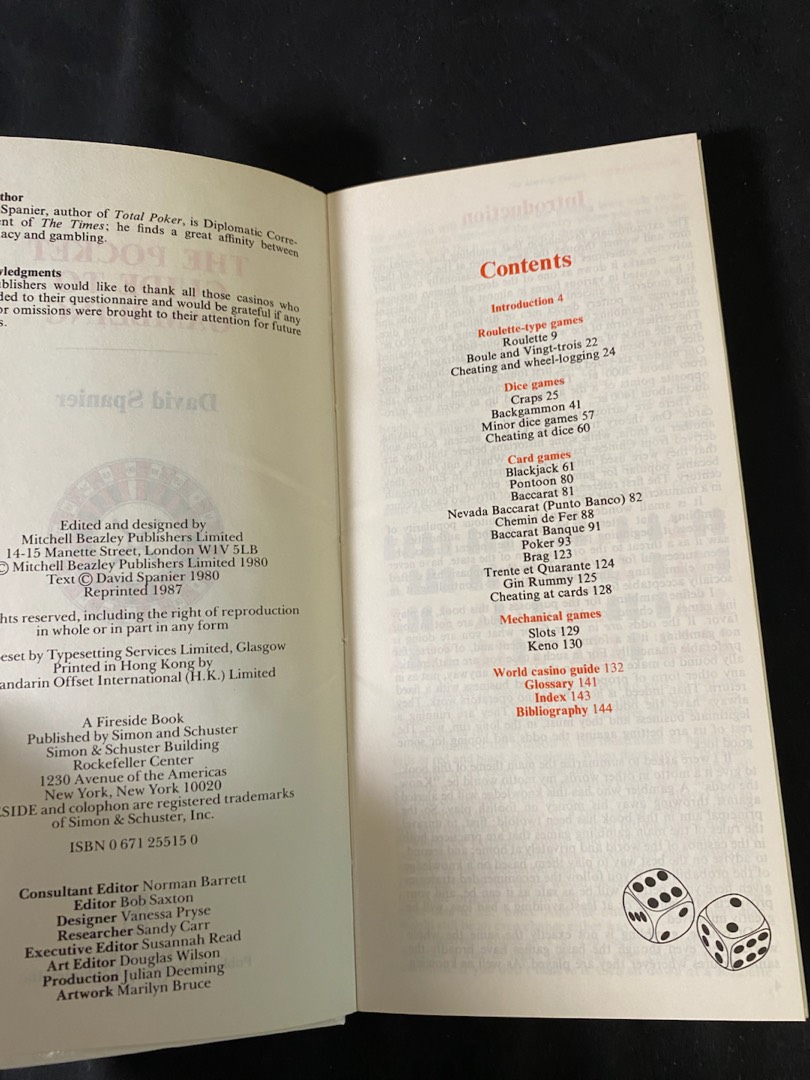 thor
Spanier, author of Total Poker, is Diplomatic Corre-
nt of The Times; he finds a great affinity between
acy and gambling.
wledgments
blishers would like to thank all those casinos who
ded to their questionnaire and would be grateful if any
or omissions were brought to their attention for future
s.
THE POCKET
David Spanier
Edited and designed by
Mitchell Beazley Publishers Limited
14-15 Manette Street, London W1V 5LB
© Mitchell Beazley Publishers Limited 1980
Text © David Spanier 1980
Reprinted 1987
hts reserved, including the right of reproduction
in whole or in part in any form
eset by Typesetting Services Limited, Glasgow
Printed in Hong Kong by
andarin Offset International (H.K.) Limited
A Fireside Book
Published by Simon and Schuster
Simon & Schuster Building
Rockefeller Center
1230 Avenue of the Americas
New York, New York 10020
SIDE and colophon are registered trademarks
of Simon & Schuster, Inc.
ISBN 0 671 25515 0
Consultant Editor Norman Barrett
Editor Bob Saxton
Designer Vanessa Pryse
Researcher Sandy Carr
Executive Editor Susannah Read
Art Editor Douglas Wilson
Production Julian Deeming
Artwork Marilyn Bruce
Introduction
Contents
Introduction 4
Roulette-type games
Roulette 9
Boule and Vingt-trois 22
Cheating and wheel-logging 24
Dice games
Craps 25
Backgammon 41
Minor dice games 57
Cheating at dice 60
Card games
Blackjack 61
Pontoon 80
Baccarat 81
Nevada Baccarat (Punto Banco) 82
Chemin de Fer 88
Baccarat Banque 91
Poker 93
Brag 123
Trente et Quarante 124
Gin Rummy 125
Cheating at cards 128
Mechanical games
Slots 129
Keno 130
World casino guide 132
Glossary 141
Index 143
Bibliography 144